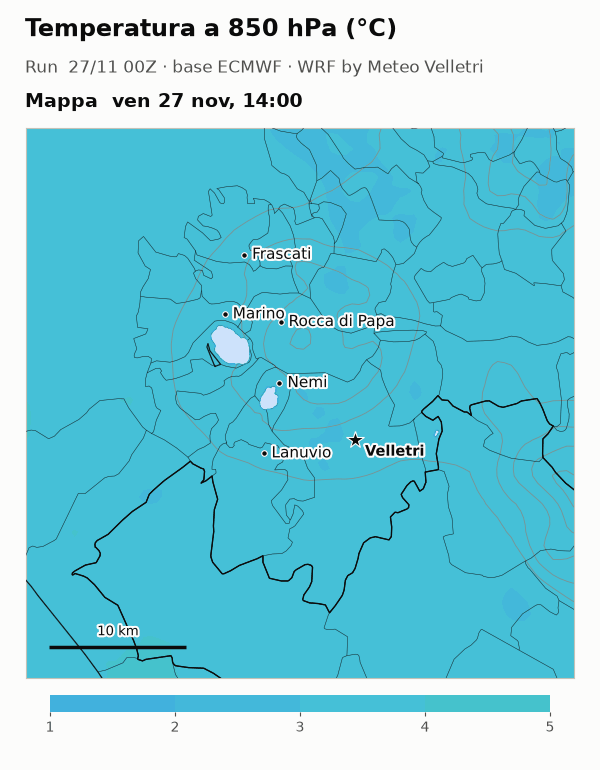 Temperatura a 850 hPa (°C)
Run  27/11 00Z · base ECMWF · WRF by Meteo Velletri
Mappa  ven 27 nov, 14:00
Frascati
Marino
Rocca di Papa
Nemi
Velletri
Lanuvio
10 km
1 2 3 4 5